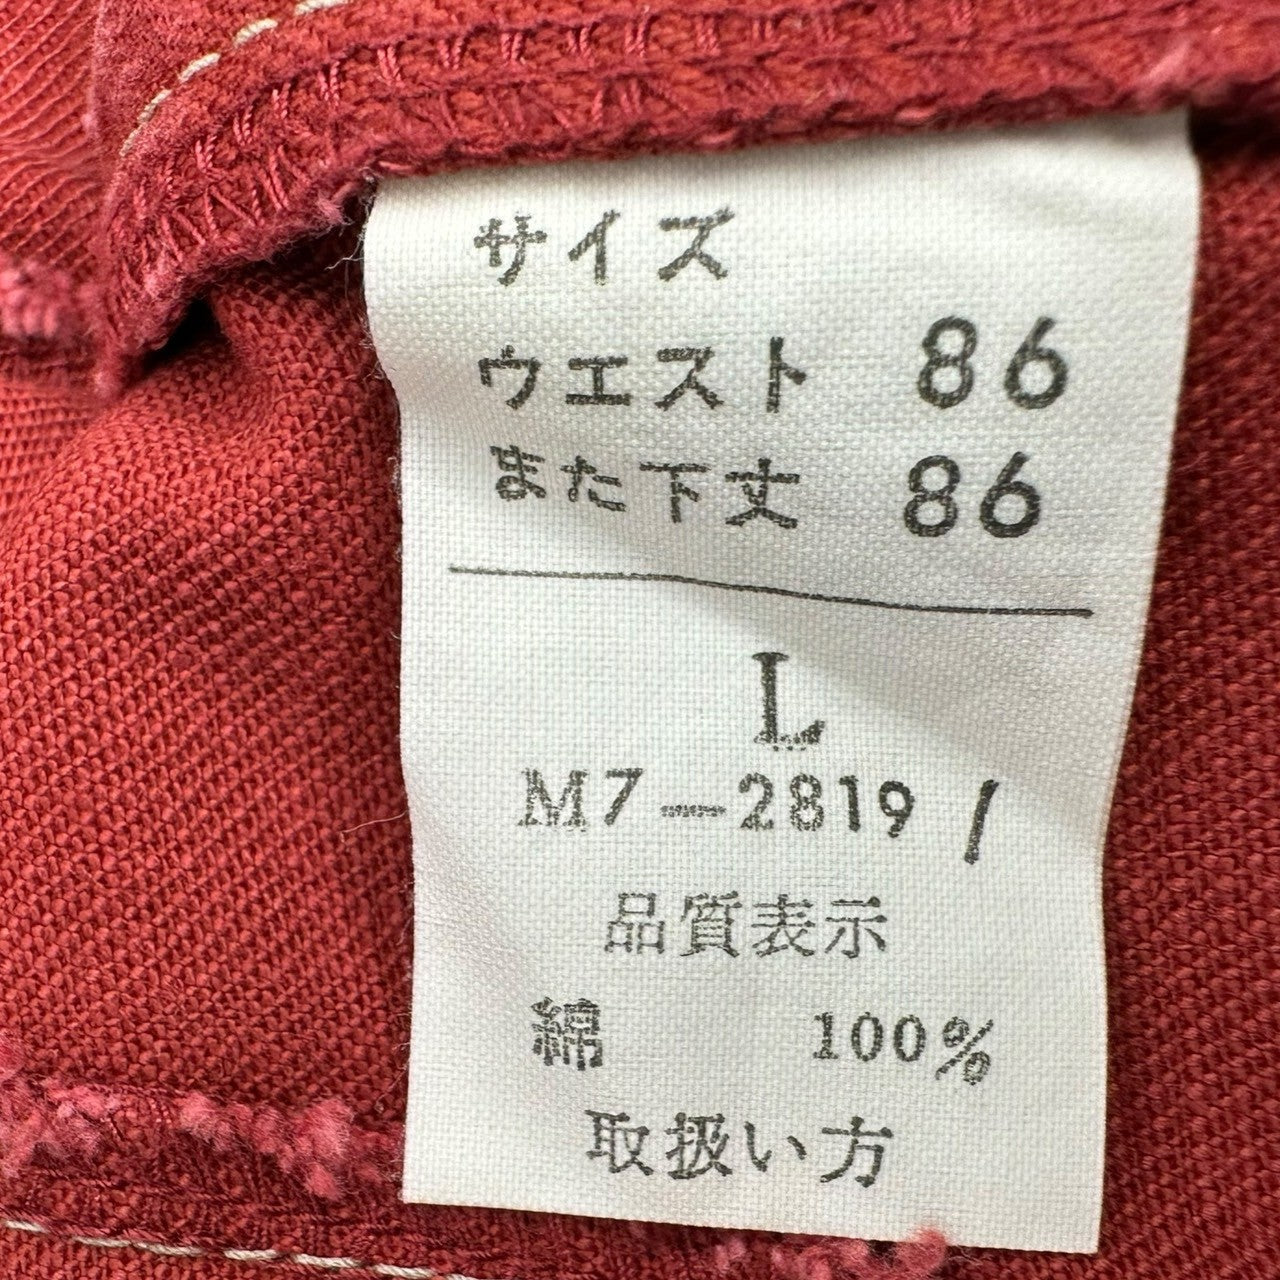 サイズ
ウエスト 86
また下丈 86
L
M7-2819 /
品質表示
綿 100%
取扱い方